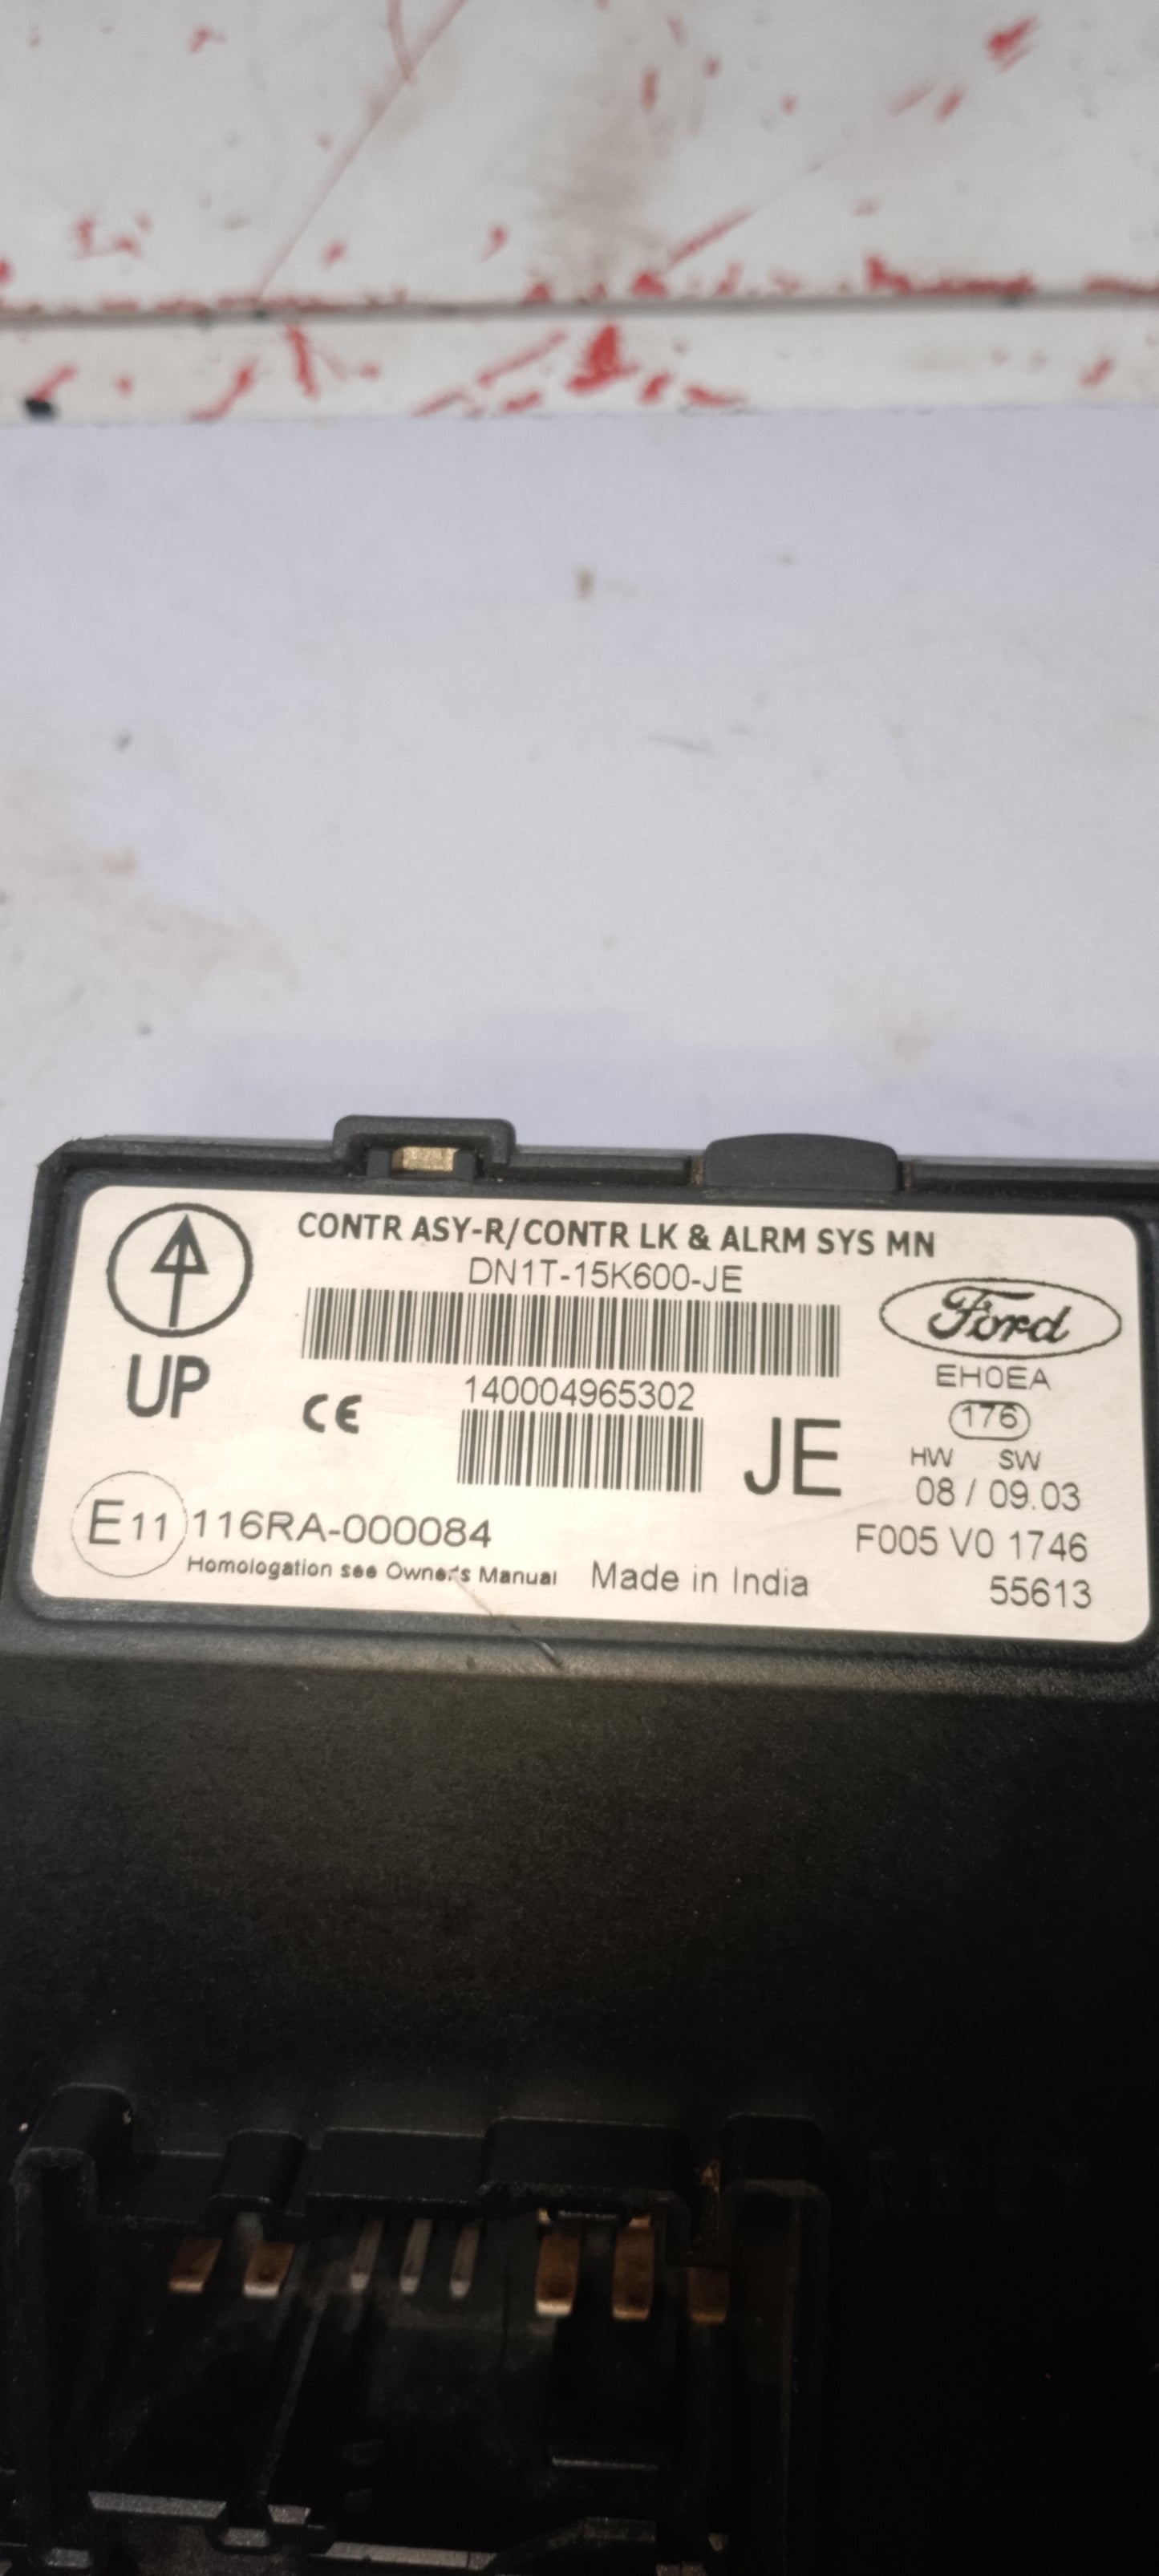 CONTR ASY-R/CONTR LK & ALRM SYS MN
DN1T-15K600-JE
Ford
UP
140004965302
EH0EA
CE
JE
176
HW SW
08 / 09.03
E11 116RA-000084
F005 V0 1746
Homologation see Owner's Manual
Made in India
55613